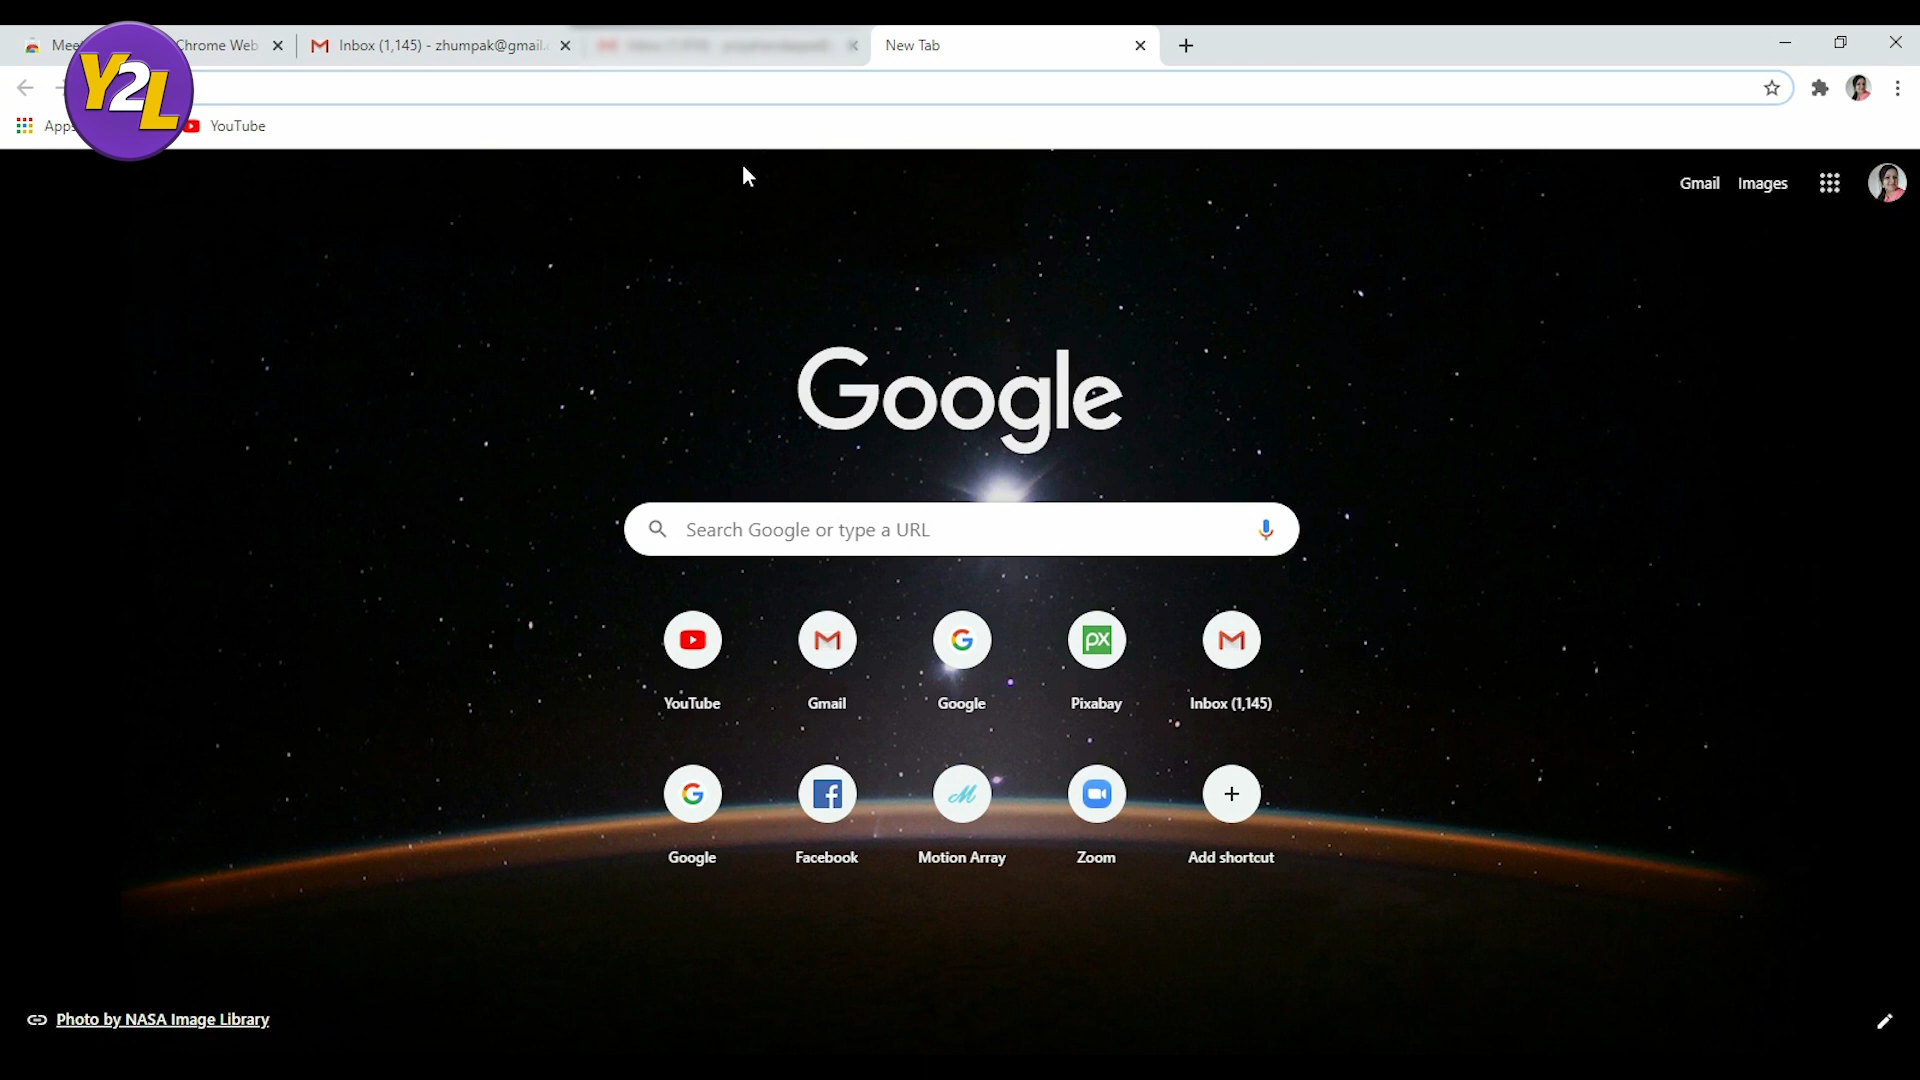 Mee
Chrome Web
Inbox (1,145) - zhumpak@gmail.
New Tab
Y2L
Apps
YouTube
Gmail
Images
Google
Search Google or type a URL
YouTube
Gmail
Google
Pixabay
Inbox (1,145)
Google
Facebook
Motion Array
Zoom
Add shortcut
Photo by NASA Image Library